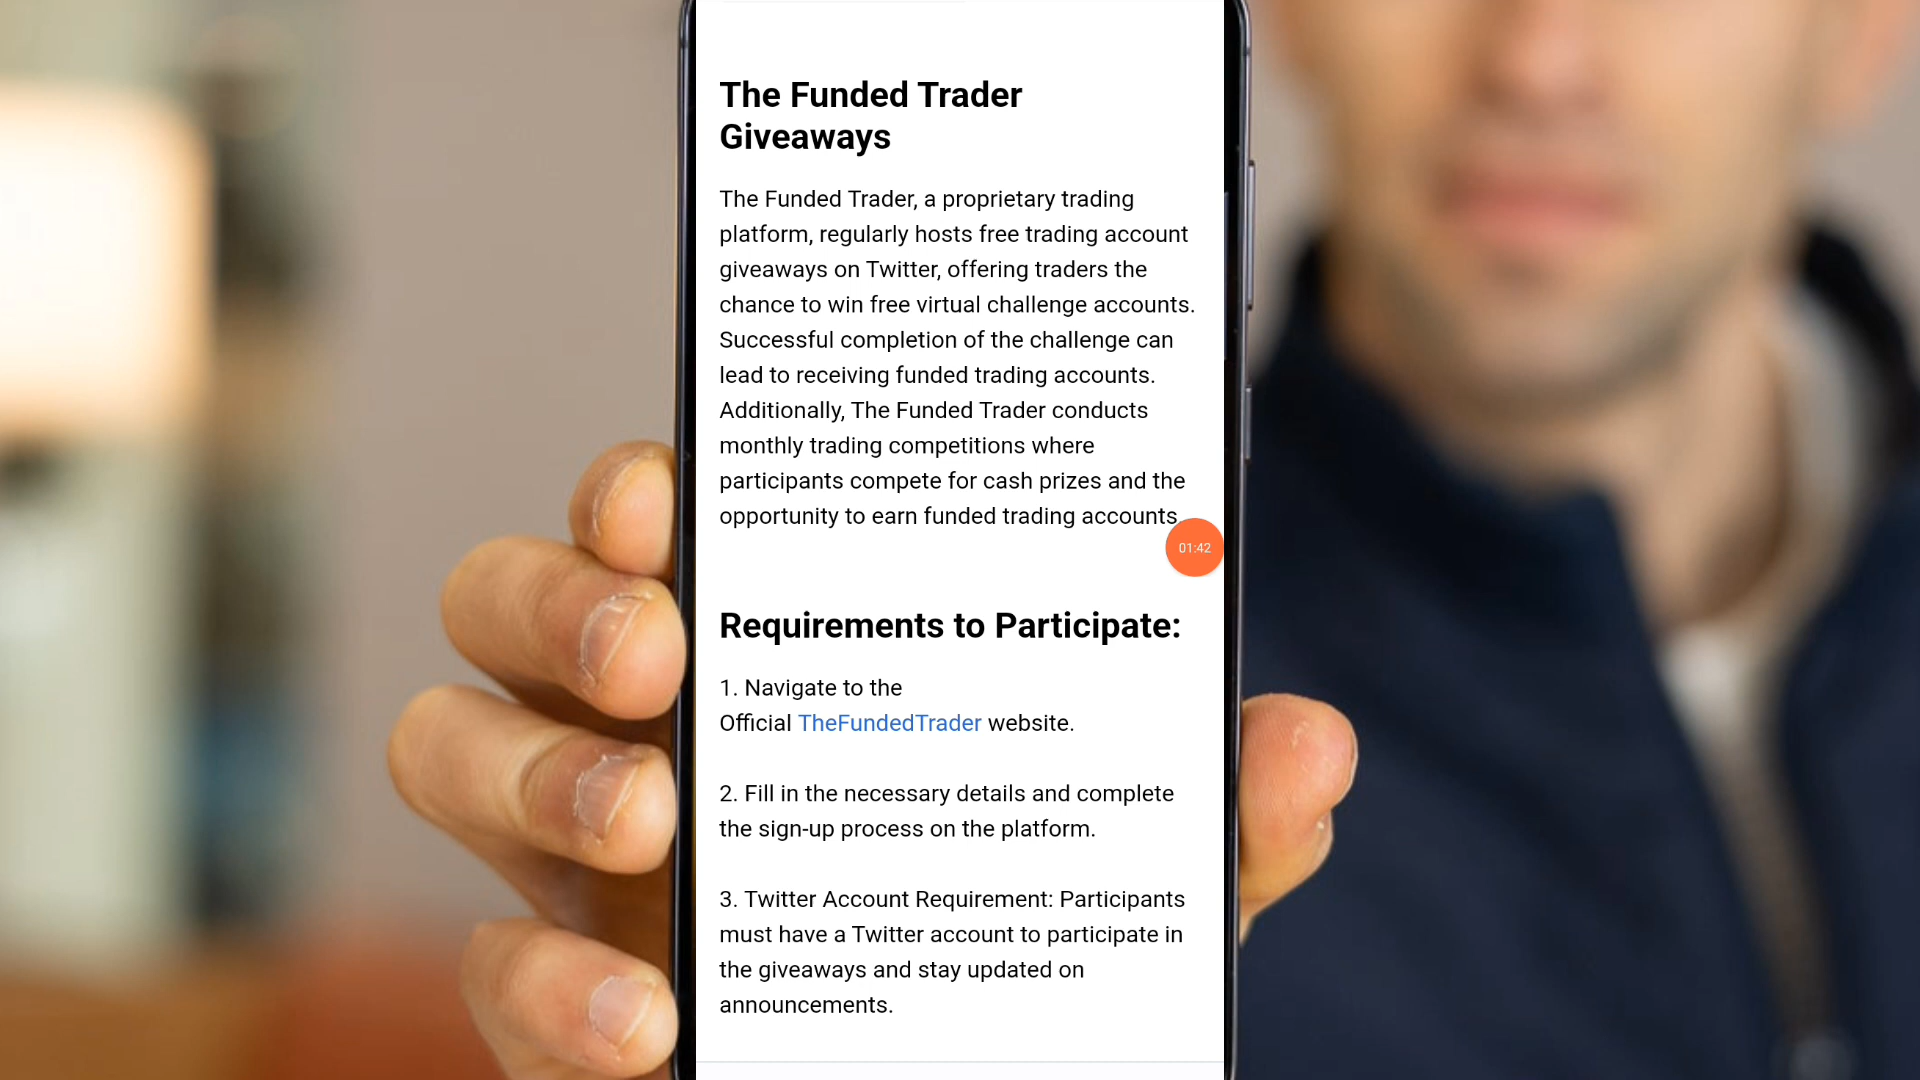 The Funded Trader
Giveaways
The Funded Trader, a proprietary trading
platform, regularly hosts free trading account
giveaways on Twitter, offering traders the
chance to win free virtual challenge accounts.
Successful completion of the challenge can
lead to receiving funded trading accounts.
Additionally, The Funded Trader conducts
monthly trading competitions where
participants compete for cash prizes and the
opportunity to earn funded trading accounts.
01:42
Requirements to Participate:
1. Navigate to the
Official TheFundedTrader website.
2. Fill in the necessary details and complete
the sign-up process on the platform.
3. Twitter Account Requirement: Participants
must have a Twitter account to participate in
the giveaways and stay updated on
announcements.